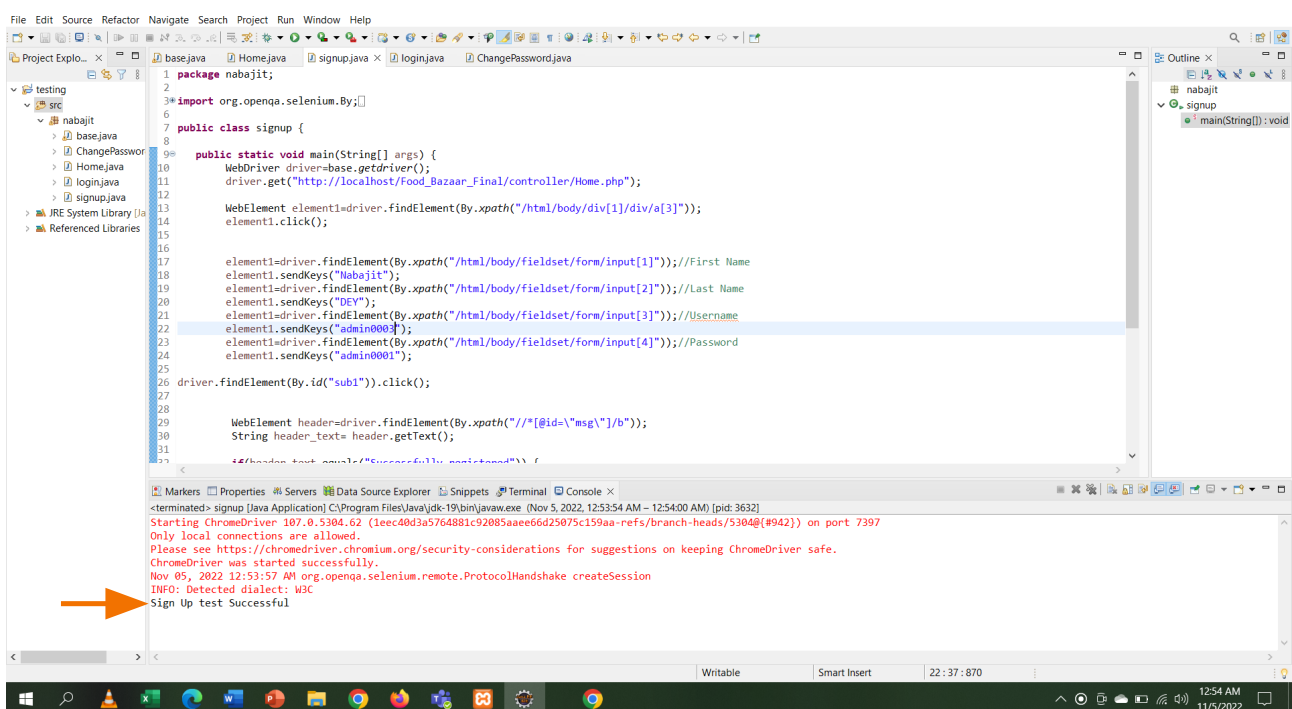 File Edit Source Refactor Navigate Search Project Run Window Help
Project Explo...
base.java Home.java signup.java login.java ChangePassword.java
Outline
testing
src
nabajit
base.java
ChangePasswor
Home.java
login.java
signup.java
JRE System Library [Ja
Referenced Libraries
1 package nabajit;
2
3 import org.openqa.selenium.By;
6
7 public class signup {
8
9 public static void main(String[] args) {
10 WebDriver driver=base.getdriver();
11 driver.get("http://localhost/Food_Bazaar_Final/controller/Home.php");
12
13 WebElement element1=driver.findElement(By.xpath("/html/body/div[1]/div/a[3]"));
14 element1.click();
15
16
17 element1=driver.findElement(By.xpath("/html/body/fieldset/form/input[1]"));//First Name
18 element1.sendKeys("Nabajit");
19 element1=driver.findElement(By.xpath("/html/body/fieldset/form/input[2]"));//Last Name
20 element1.sendKeys("DEY");
21 element1=driver.findElement(By.xpath("/html/body/fieldset/form/input[3]"));//Username
22 element1.sendKeys("admin0003");
23 element1=driver.findElement(By.xpath("/html/body/fieldset/form/input[4]"));//Password
24 element1.sendKeys("admin0001");
25
26 driver.findElement(By.id("sub1")).click();
27
28
29 WebElement header=driver.findElement(By.xpath("//*[@id=\"msg\"]/b"));
30 String header_text= header.getText();
31
32 if(header_text.equals("Successfully registered")) {
nabajit
signup
main(String[]) : void
Markers Properties Servers Data Source Explorer Snippets Terminal Console
<terminated> signup [Java Application] C:\Program Files\Java\jdk-19\bin\javaw.exe (Nov 5, 2022, 12:53:54 AM – 12:54:00 AM) [pid: 3632]
Starting ChromeDriver 107.0.5304.62 (1eec40d3a5764881c92085aaee66d25075c159aa-refs/branch-heads/5304@{#942}) on port 7397
Only local connections are allowed.
Please see https://chromedriver.chromium.org/security-considerations for suggestions on keeping ChromeDriver safe.
ChromeDriver was started successfully.
Nov 05, 2022 12:53:57 AM org.openqa.selenium.remote.ProtocolHandshake createSession
INFO: Detected dialect: W3C
Sign Up test Successful
Writable Smart Insert 22 : 37 : 870
12:54 AM
11/5/2022